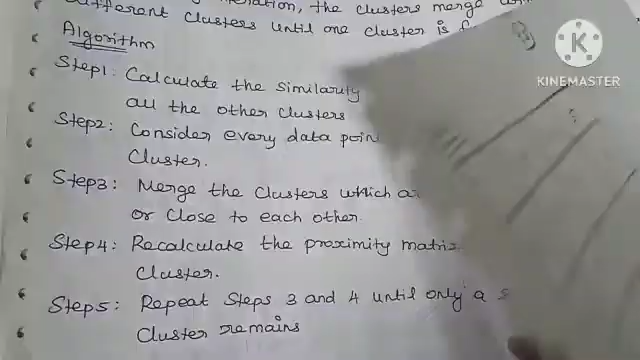 the clusters merge
different clusters until one cluster is
Algorithm
Step1: Calculate the similarity
all the other clusters
Step2: Consider every data poin
Cluster.
Step3: Merge the clusters which a
or close to each other.
Step4: Recalculate the proximity matrix
Cluster.
Step5: Repeat Steps 3 and 4 until only a s
Cluster remains
K
KINEMASTER